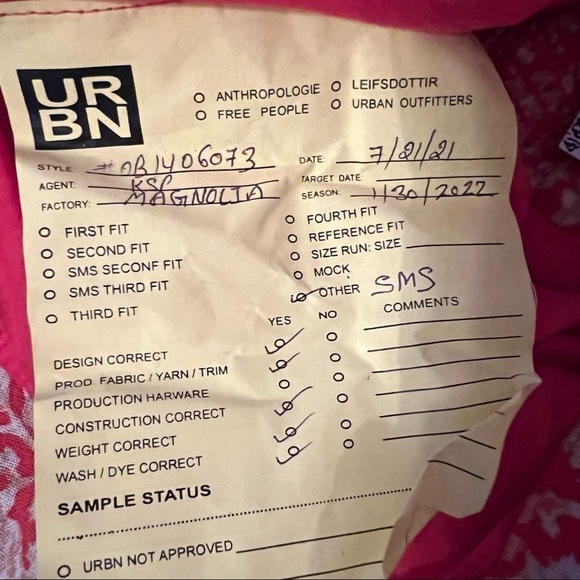 UR
BN
ANTHROPOLOGIE
LEIFSDOTTIR
FREE PEOPLE
URBAN OUTFITTERS
STYLE: #OB1406073
DATE: 7/21/21
AGENT: KSP
TARGET DATE:
FACTORY: MAGNOLIA
SEASON: 1/30/2022
FIRST FIT
SECOND FIT
SMS SECONF FIT
SMS THIRD FIT
THIRD FIT
FOURTH FIT
REFERENCE FIT
SIZE RUN: SIZE
MOCK
OTHER SMS
YES NO COMMENTS
DESIGN CORRECT
PROD. FABRIC / YARN / TRIM
PRODUCTION HARWARE
CONSTRUCTION CORRECT
WEIGHT CORRECT
WASH / DYE CORRECT
SAMPLE STATUS
URBN NOT APPROVED